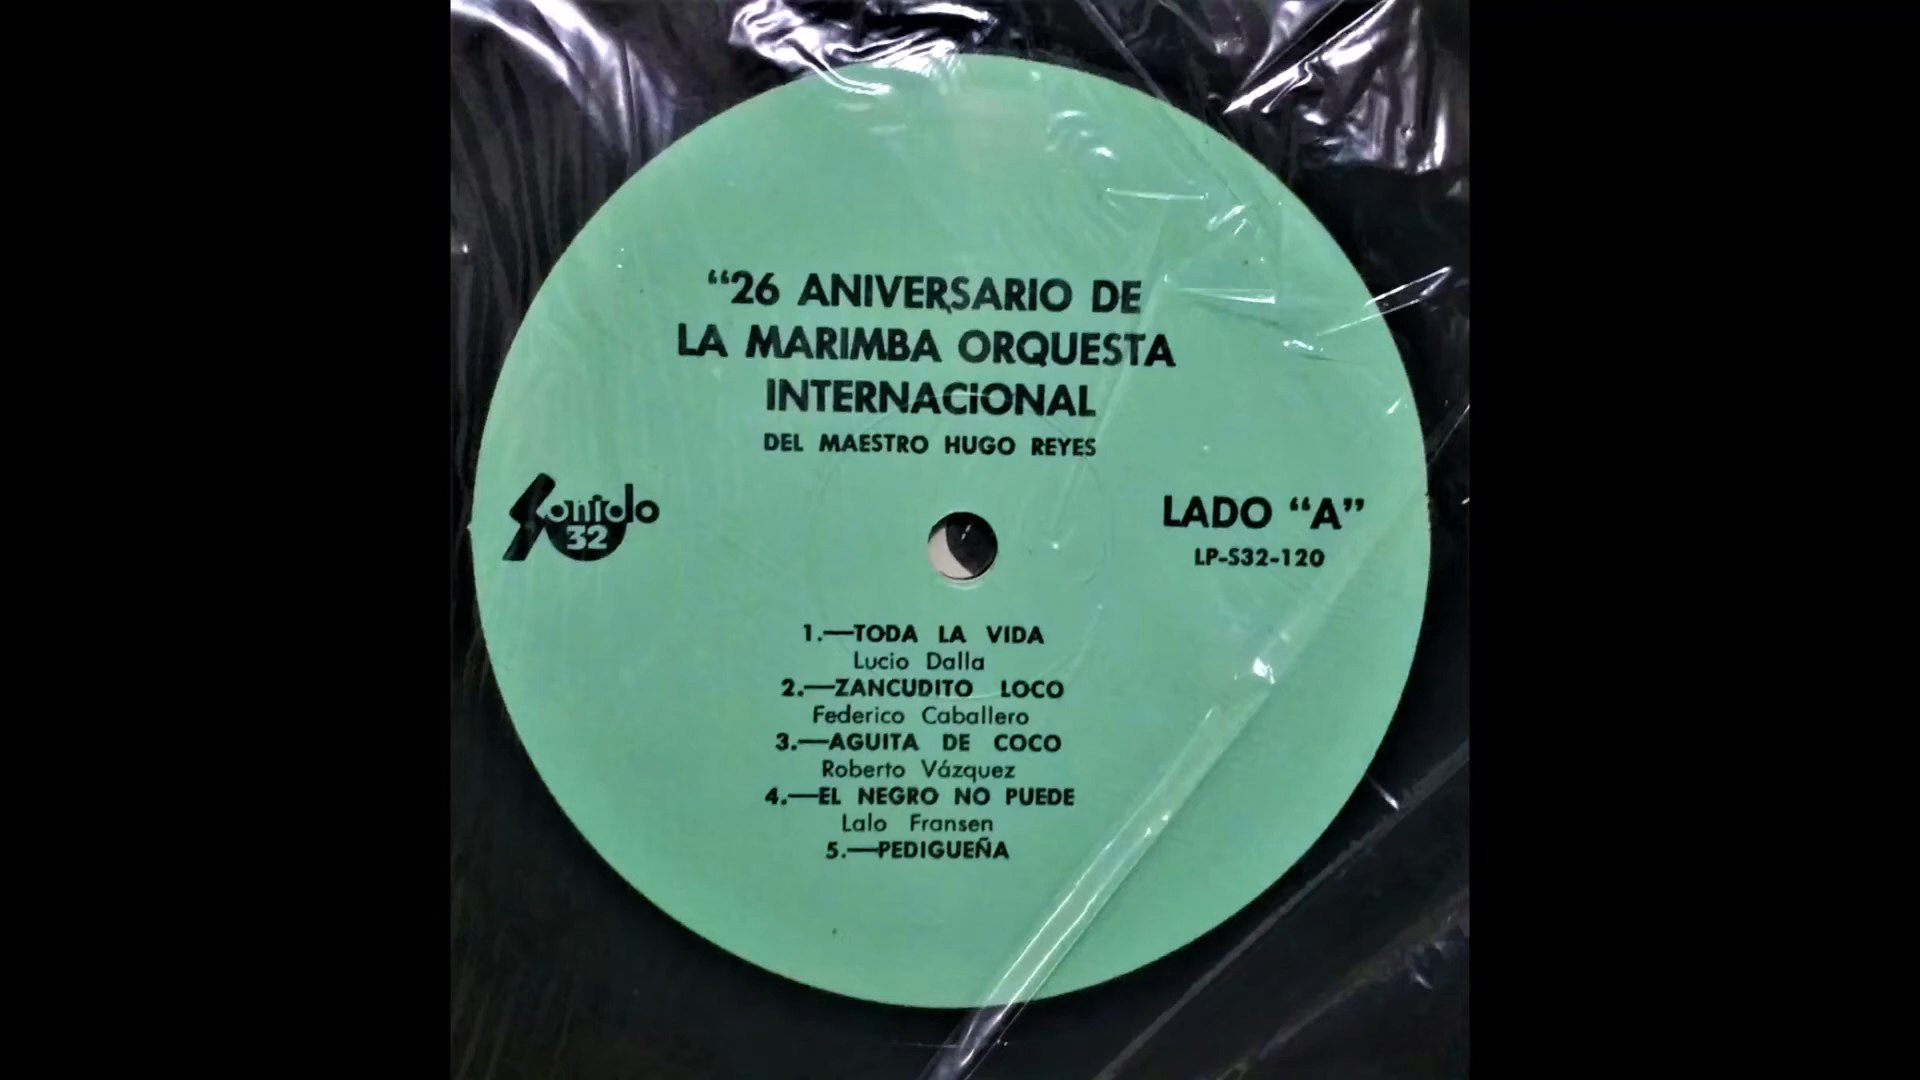 “26 ANIVERSARIO DE
LA MARIMBA ORQUESTA
INTERNACIONAL
DEL MAESTRO HUGO REYES
Sonido
32
LADO “A”
LP-S32-120
1.—TODA LA VIDA
Lucio Dalla
2.—ZANCUDITO LOCO
Federico Caballero
3.—AGUITA DE COCO
Roberto Vázquez
4.—EL NEGRO NO PUEDE
Lalo Fransen
5.—PEDIGUEÑA